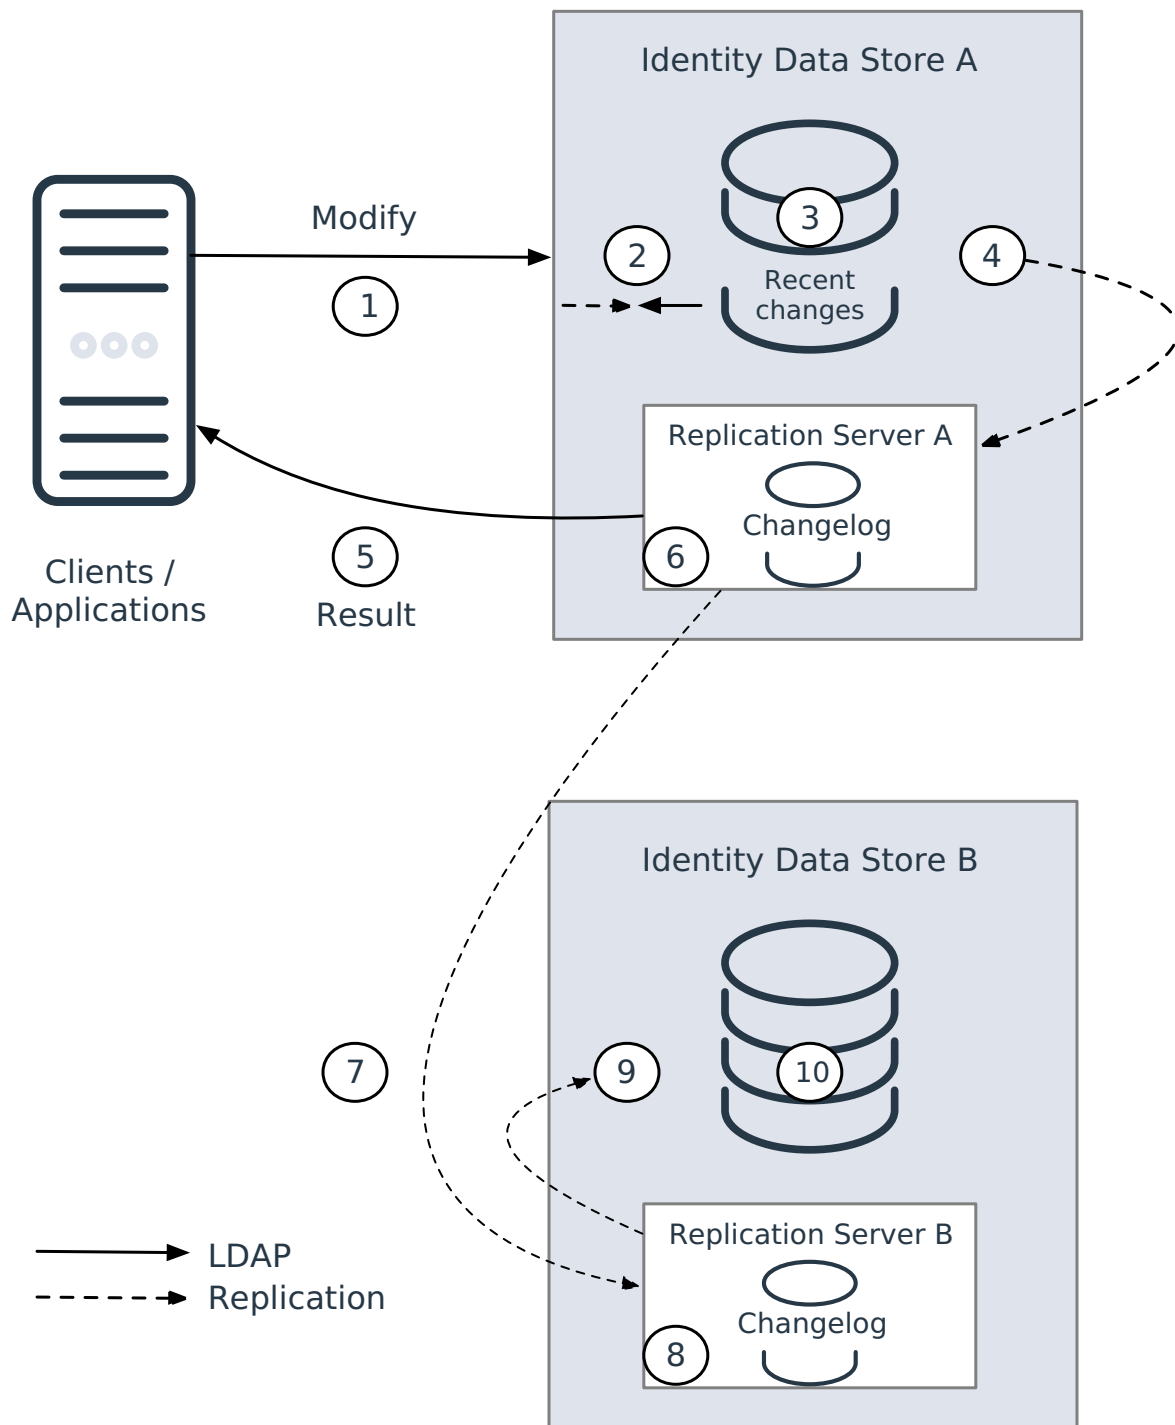 Identity Data Store A
Modify
1
2
3
4
Recent
changes
Replication Server A
Changelog
5
6
Clients /
Applications
Result
Identity Data Store B
7
9
10
Replication Server B
LDAP
Replication
Changelog
8